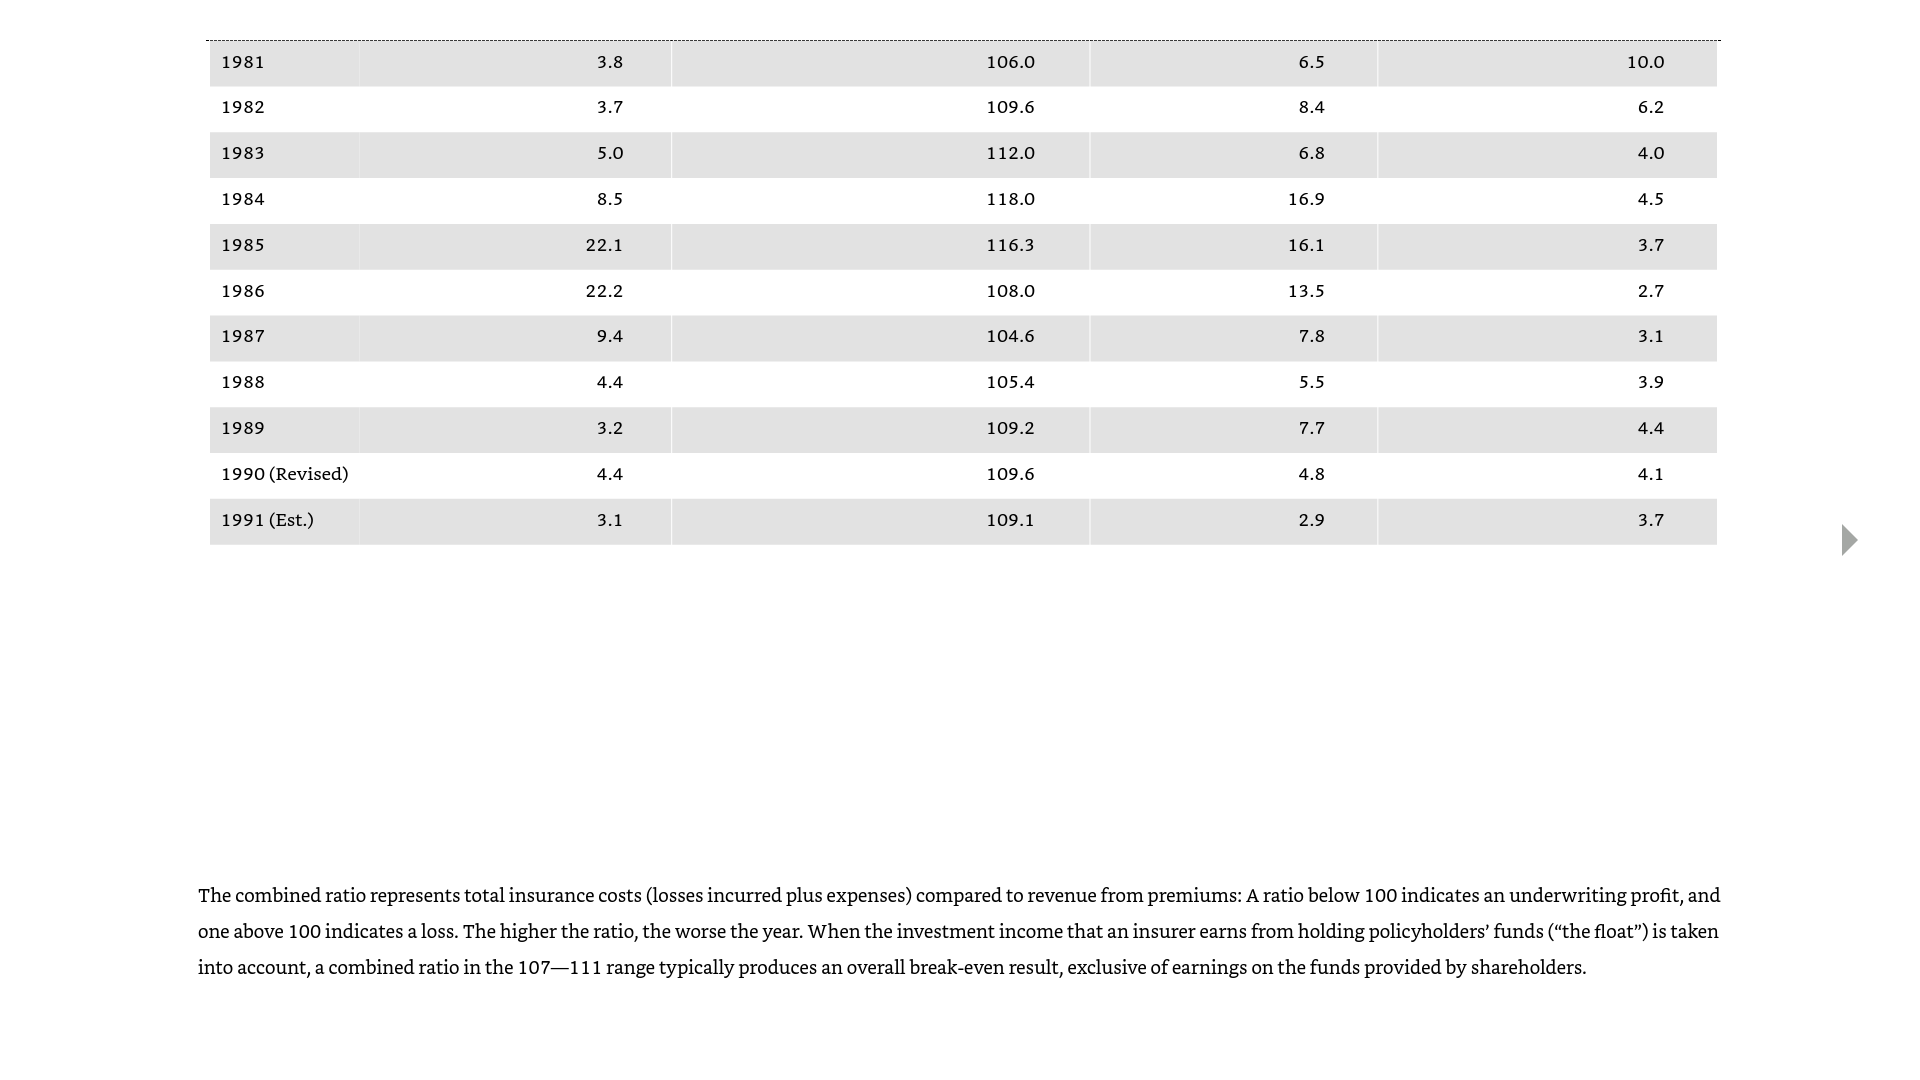 1981 3.8 106.0 6.5 10.0
1982 3.7 109.6 8.4 6.2
1983 5.0 112.0 6.8 4.0
1984 8.5 118.0 16.9 4.5
1985 22.1 116.3 16.1 3.7
1986 22.2 108.0 13.5 2.7
1987 9.4 104.6 7.8 3.1
1988 4.4 105.4 5.5 3.9
1989 3.2 109.2 7.7 4.4
1990 (Revised) 4.4 109.6 4.8 4.1
1991 (Est.) 3.1 109.1 2.9 3.7
The combined ratio represents total insurance costs (losses incurred plus expenses) compared to revenue from premiums: A ratio below 100 indicates an underwriting profit, and
one above 100 indicates a loss. The higher the ratio, the worse the year. When the investment income that an insurer earns from holding policyholders’ funds (“the float”) is taken
into account, a combined ratio in the 107—111 range typically produces an overall break-even result, exclusive of earnings on the funds provided by shareholders.